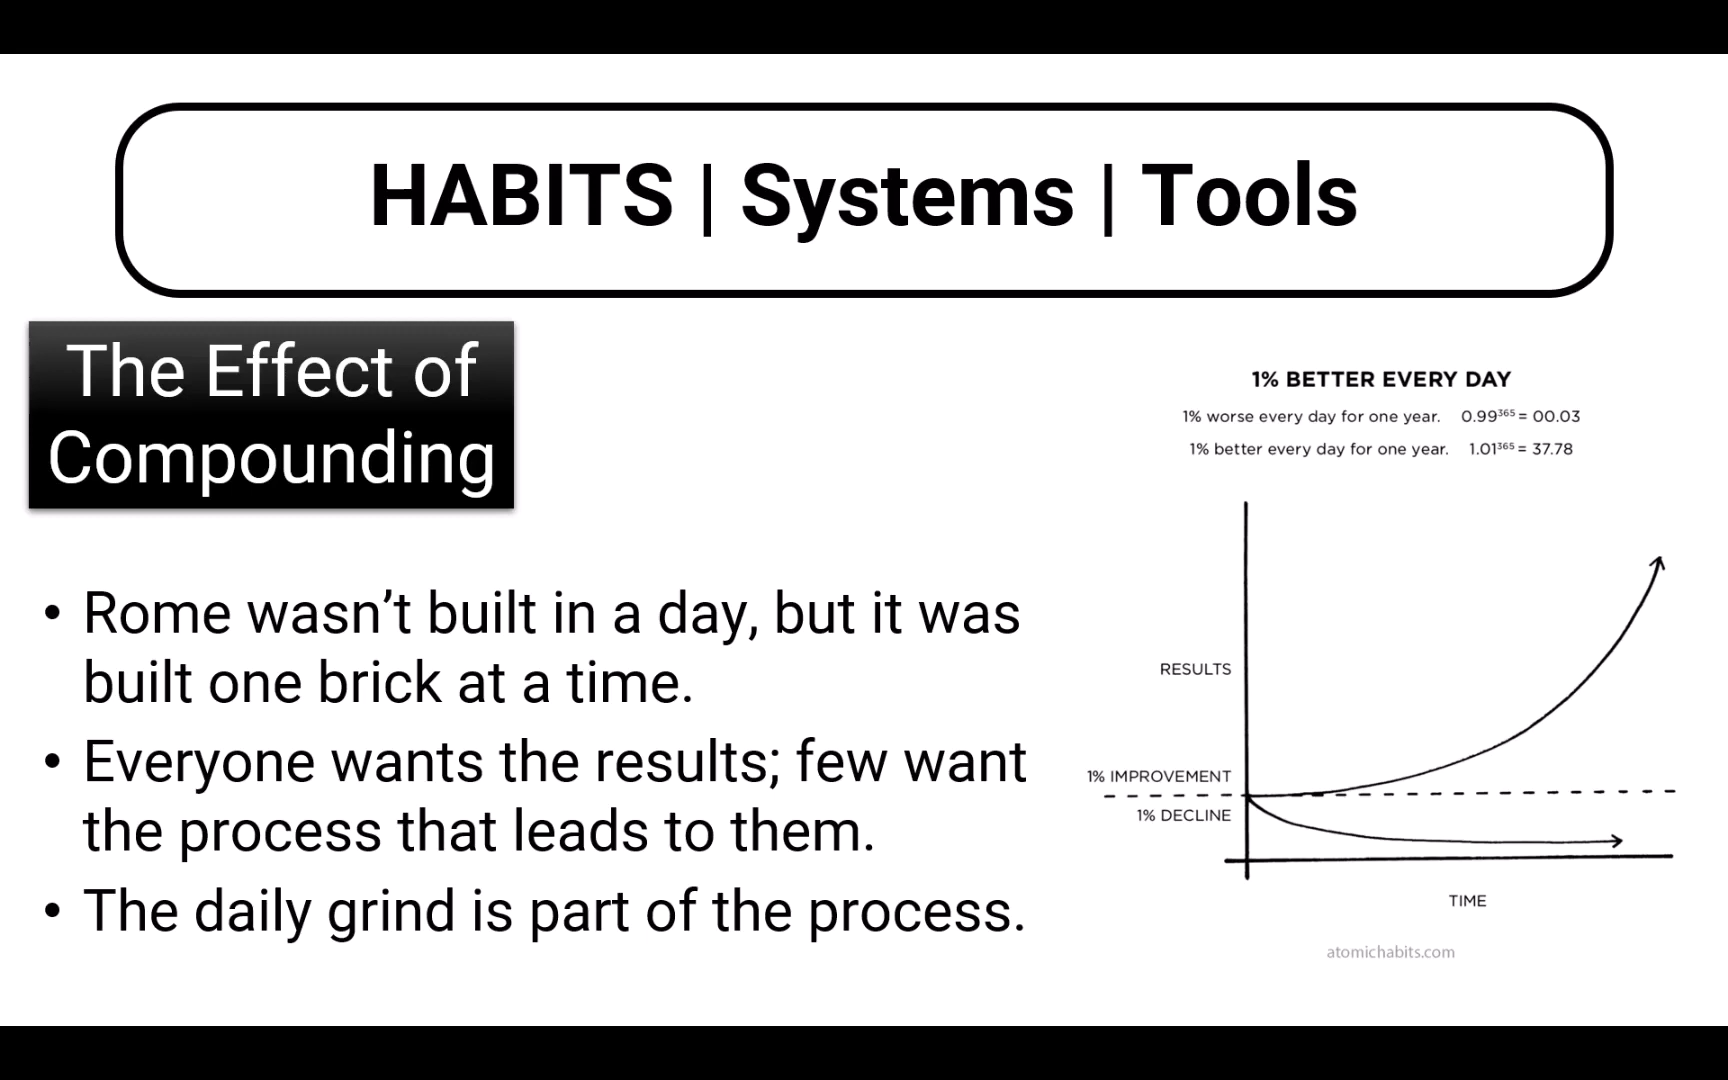 HABITS | Systems | Tools
The Effect of
Compounding
• Rome wasn’t built in a day, but it was
built one brick at a time.
• Everyone wants the results; few want
the process that leads to them.
• The daily grind is part of the process.
1% BETTER EVERY DAY
1% worse every day for one year. 0.99³⁶⁵ = 00.03
1% better every day for one year. 1.01³⁶⁵ = 37.78
RESULTS
1% IMPROVEMENT
1% DECLINE
TIME
atomichabits.com